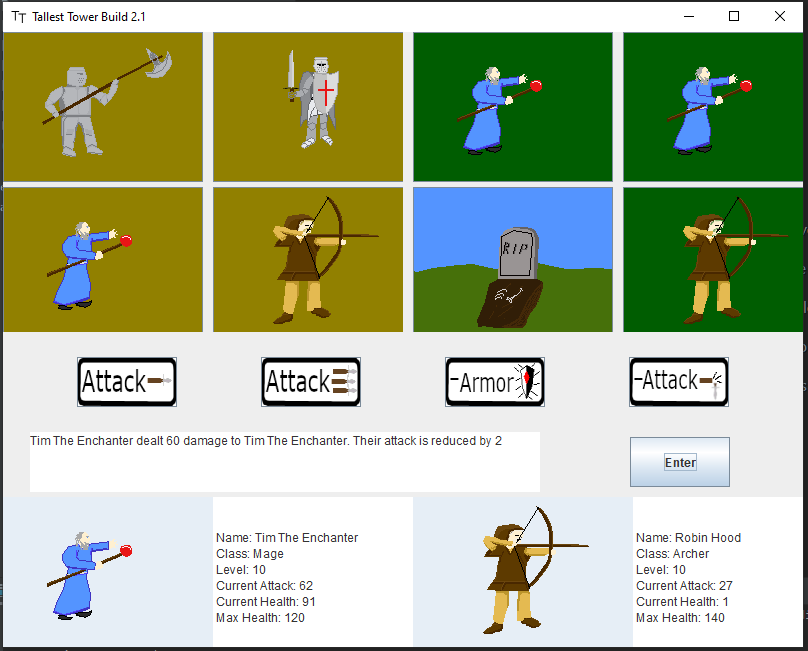 TT Tallest Tower Build 2.1
RIP
Attack
Attack
-Armor
-Attack
Tim The Enchanter dealt 60 damage to Tim The Enchanter. Their attack is reduced by 2
Enter
Name: Tim The Enchanter
Class: Mage
Level: 10
Current Attack: 62
Current Health: 91
Max Health: 120
Name: Robin Hood
Class: Archer
Level: 10
Current Attack: 27
Current Health: 1
Max Health: 140